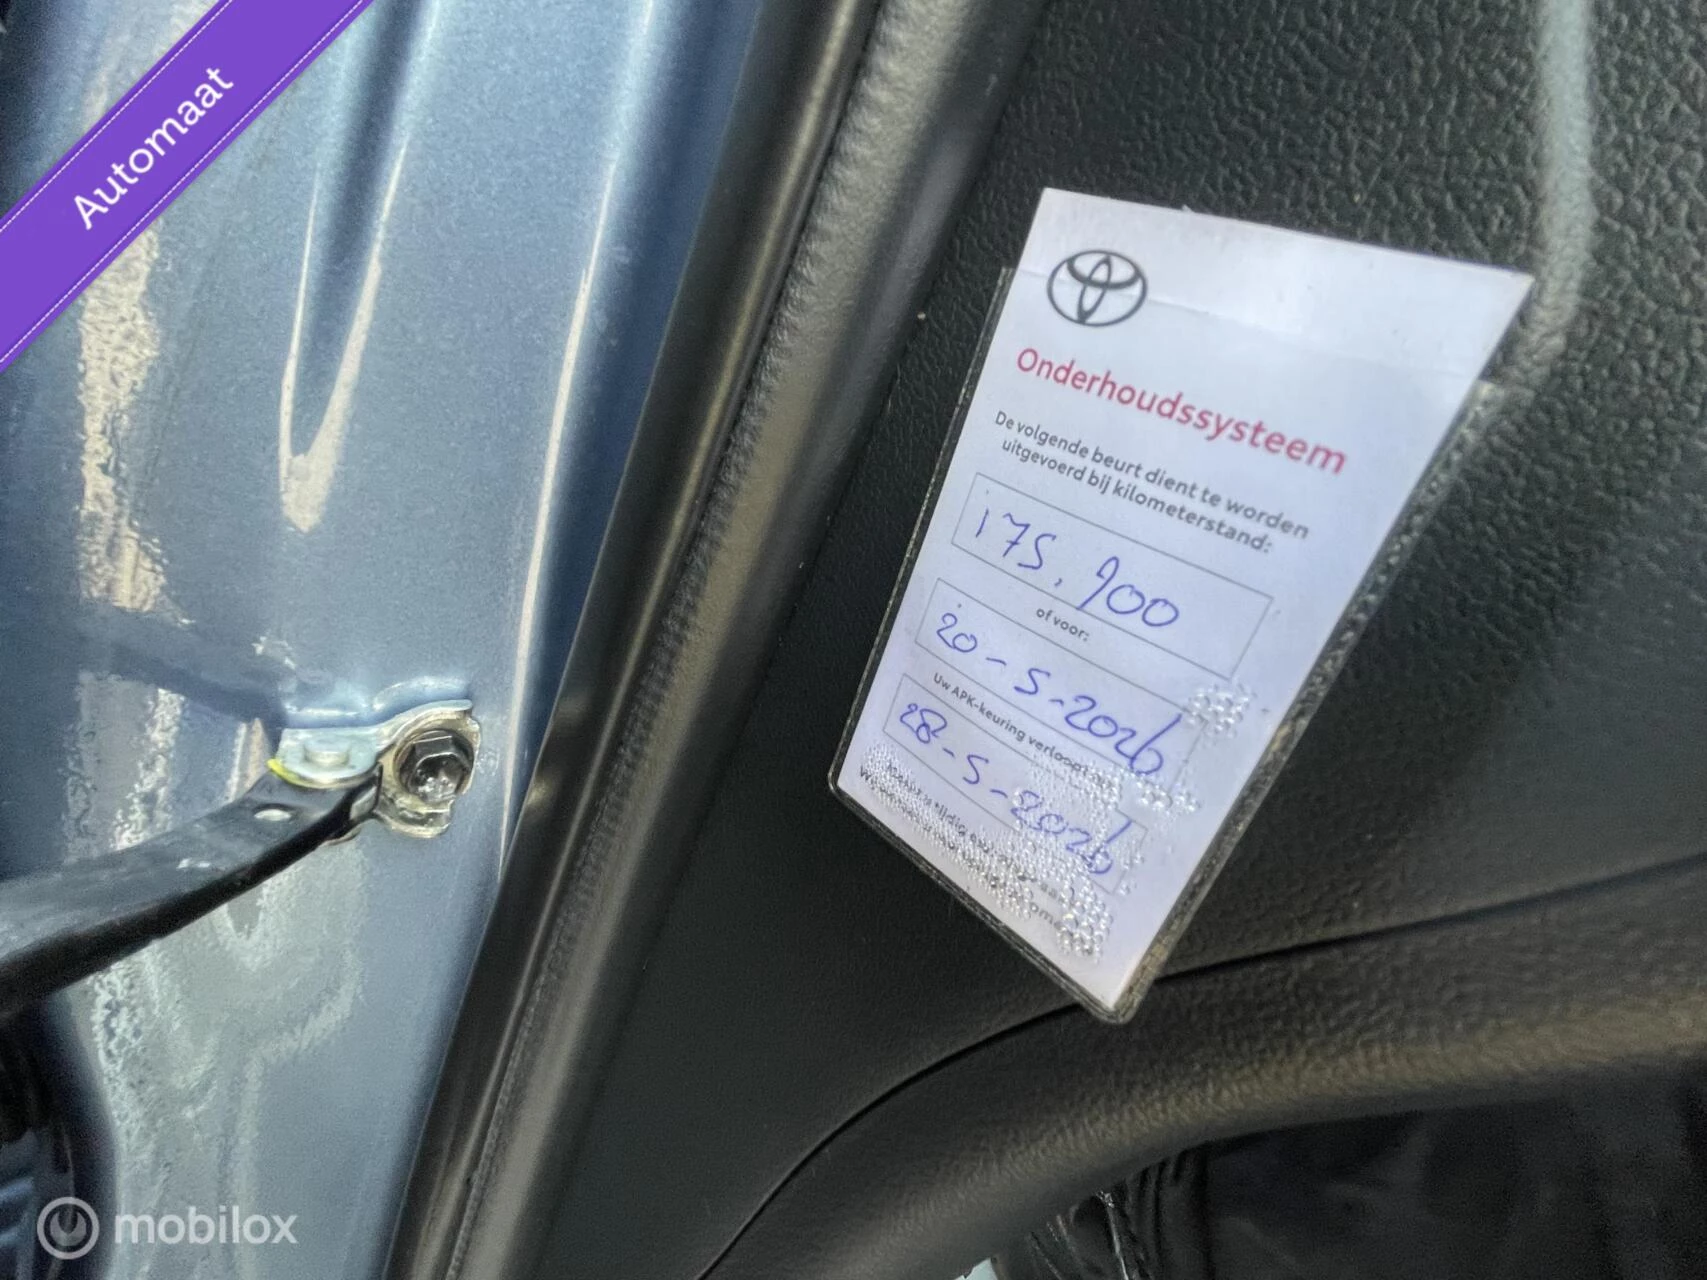 Automaat
Onderhoudssysteem
De volgende beurt dient te worden
uitgevoerd bij kilometerstand:
175.900
of voor:
20-5-2026
Uw APK-keuring verloopt op
28-5-2026
mobilox